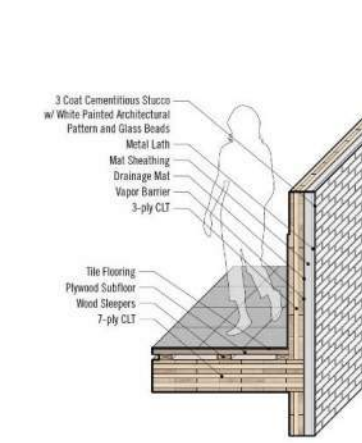 3 Coat Cementitious Stucco
w/ White Painted Architectural
Pattern and Glass Beads
Metal Lath
Mat Sheathing
Drainage Mat
Vapor Barrier
3-ply CLT
Tile Flooring
Plywood Subfloor
Wood Sleepers
7-ply CLT